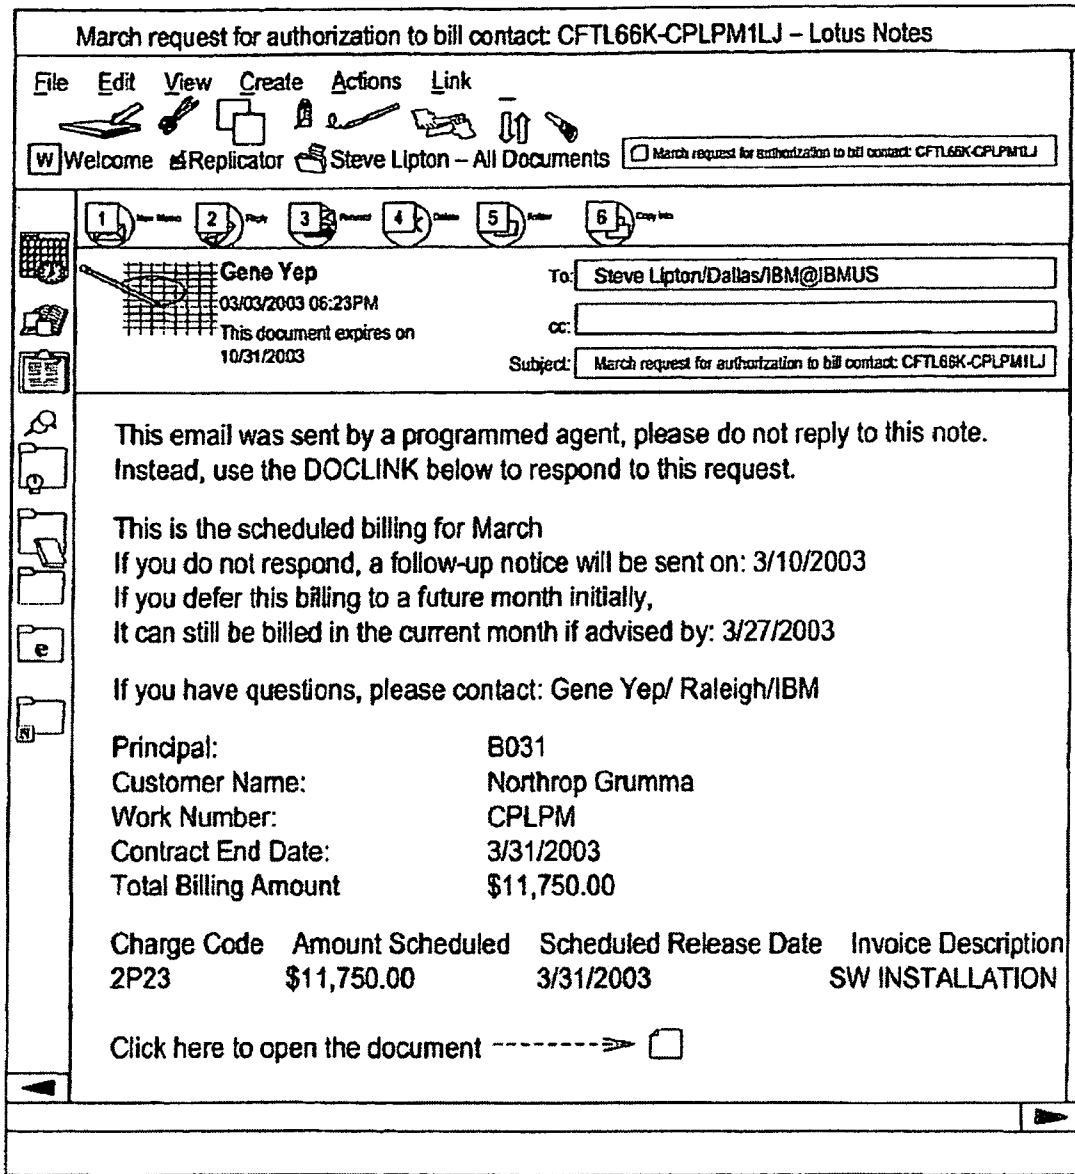 March request for authorization to bill contact: CFTL66K-CPLPM1LJ – Lotus Notes
File Edit View Create Actions Link
W Welcome Replicator Steve Lipton – All Documents March request for authorization to bill contact: CFTL66K-CPLPM1LJ
1 New Memo 2 Reply 3 Forward 4 Delete 5 Folder 6 Copy Into
Gene Yep To: Steve Lipton/Dallas/IBM@IBMUS
03/03/2003 06:23PM
This document expires on cc:
10/31/2003 Subject: March request for authorization to bill contact: CFTL66K-CPLPM1LJ
This email was sent by a programmed agent, please do not reply to this note.
Instead, use the DOCLINK below to respond to this request.
This is the scheduled billing for March
If you do not respond, a follow-up notice will be sent on: 3/10/2003
If you defer this billing to a future month initially,
It can still be billed in the current month if advised by: 3/27/2003
If you have questions, please contact: Gene Yep/ Raleigh/IBM
Principal: B031
Customer Name: Northrop Grumma
Work Number: CPLPM
Contract End Date: 3/31/2003
Total Billing Amount $11,750.00
Charge Code Amount Scheduled Scheduled Release Date Invoice Description
2P23 $11,750.00 3/31/2003 SW INSTALLATION
Click here to open the document
e